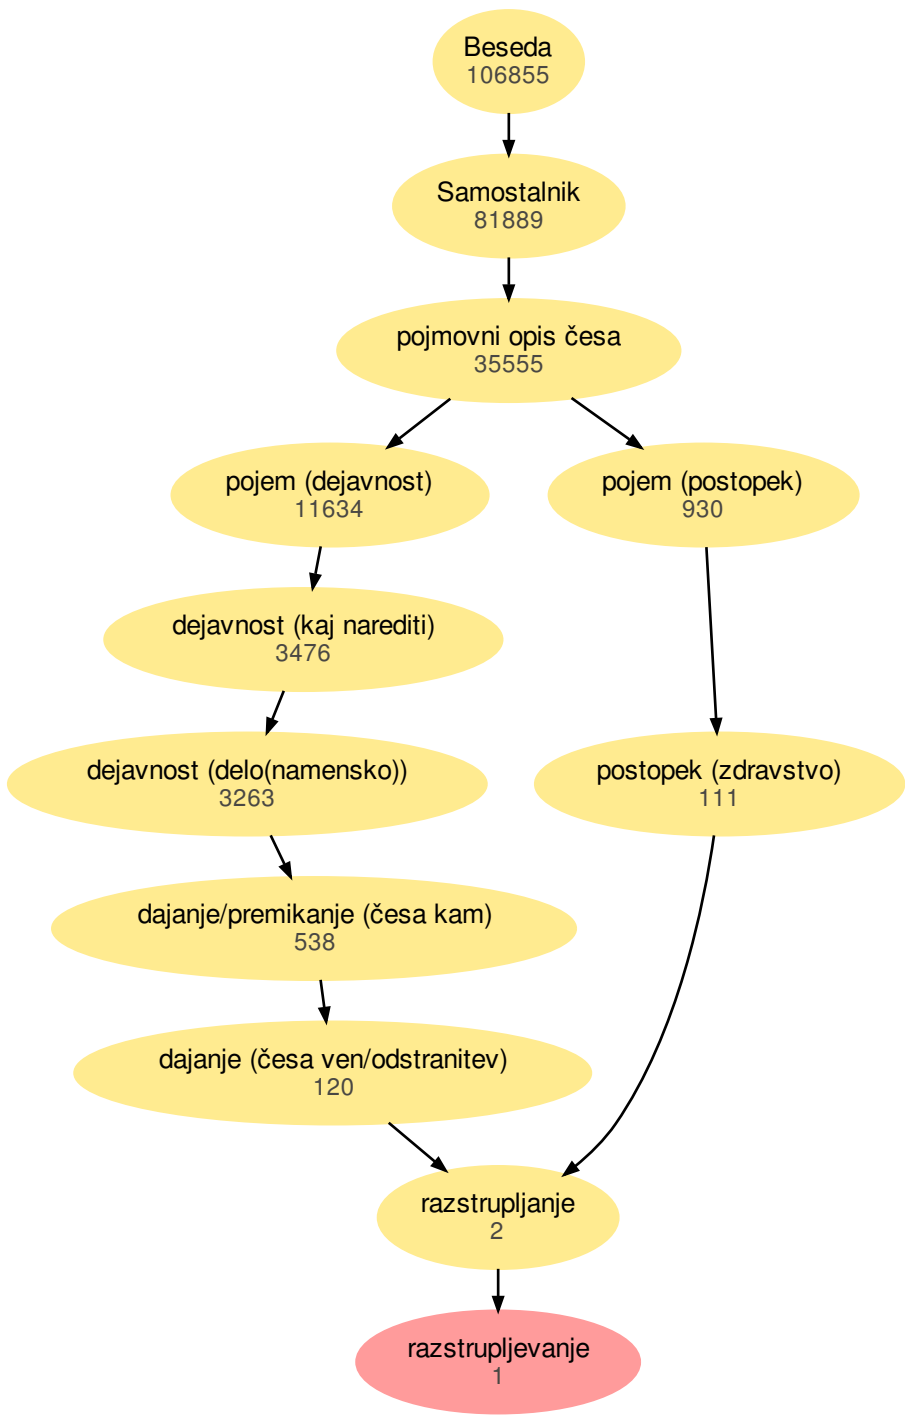 Beseda
106855
Samostalnik
81889
pojmovni opis česa
35555
pojem (dejavnost)
11634
pojem (postopek)
930
dejavnost (kaj narediti)
3476
dejavnost (delo(namensko))
3263
postopek (zdravstvo)
111
dajanje/premikanje (česa kam)
538
dajanje (česa ven/odstranitev)
120
razstrupljanje
2
razstrupljevanje
1